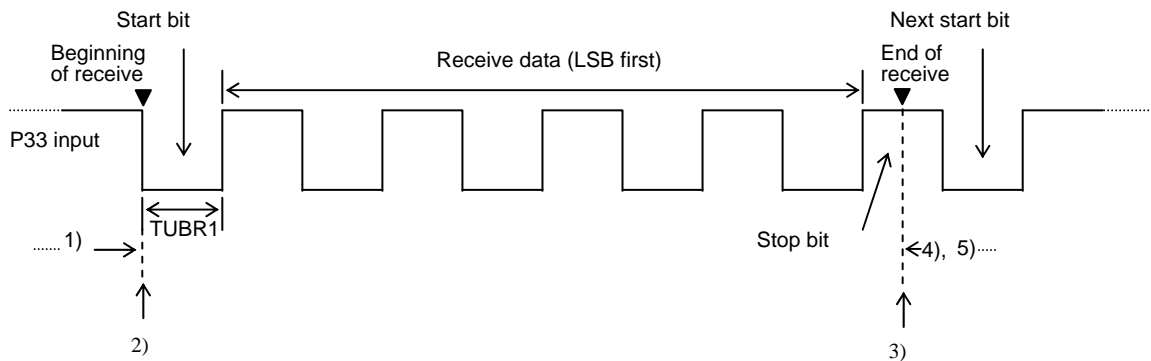 Start bit
Next start bit
Beginning
of receive
Receive data (LSB first)
End of
receive
P33 input
TUBR1
Stop bit
1)
4), 5)
2)
3)